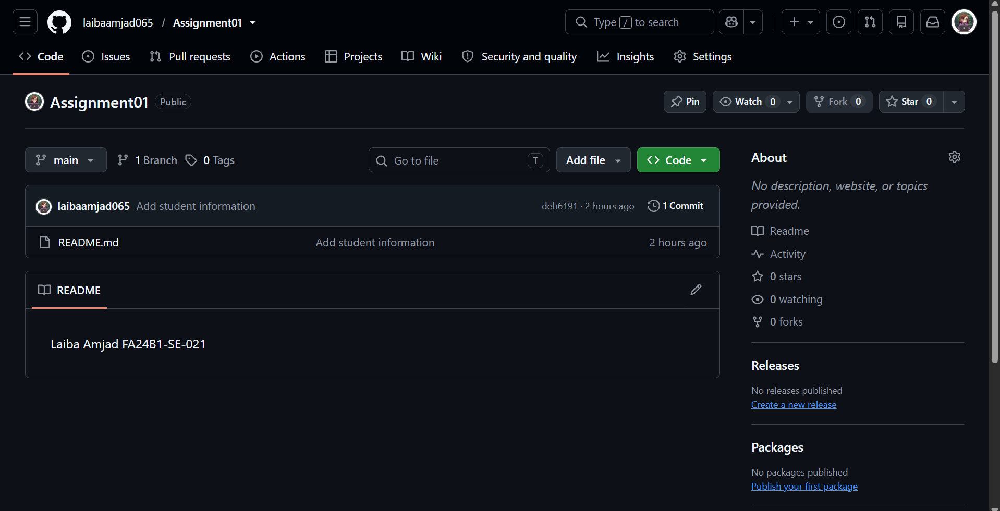 laibaamjad065 / Assignment01
Type / to search
Code
Issues
Pull requests
Actions
Projects
Wiki
Security and quality
Insights
Settings
Assignment01 Public
Pin
Watch 0
Fork 0
Star 0
main
1 Branch
0 Tags
Go to file T
Add file
Code
laibaamjad065 Add student information deb6191 · 2 hours ago 1 Commit
README.md Add student information 2 hours ago
README
Laiba Amjad FA24B1-SE-021
About
No description, website, or topics
provided.
Readme
Activity
0 stars
0 watching
0 forks
Releases
No releases published
Create a new release
Packages
No packages published
Publish your first package